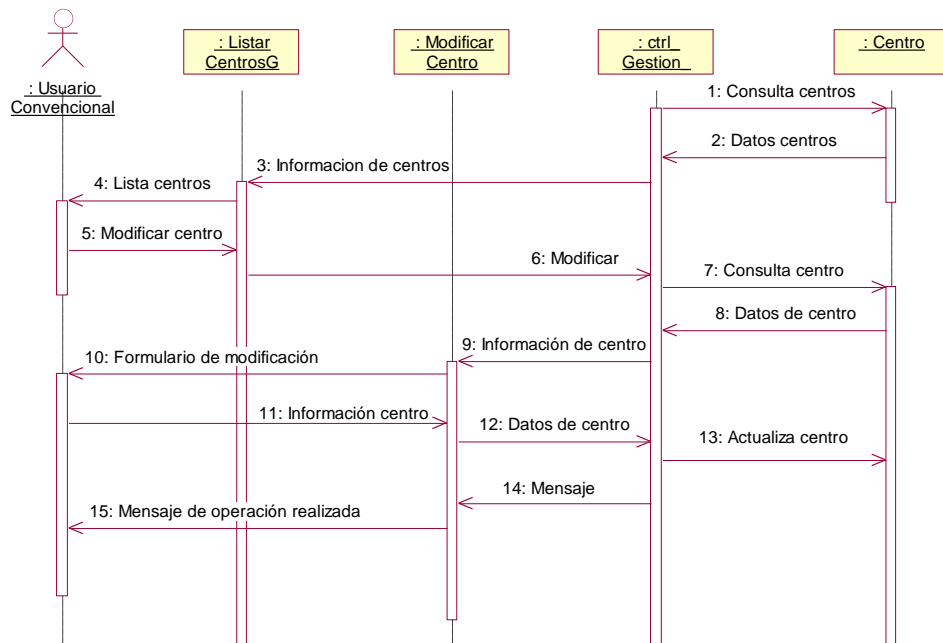 : Usuario
Convencional
: Listar
CentrosG
: Modificar
Centro
: ctrl_
Gestion_
: Centro
1: Consulta centros
2: Datos centros
3: Informacion de centros
4: Lista centros
5: Modificar centro
6: Modificar
7: Consulta centro
8: Datos de centro
9: Información de centro
10: Formulario de modificación
11: Información centro
12: Datos de centro
13: Actualiza centro
14: Mensaje
15: Mensaje de operación realizada